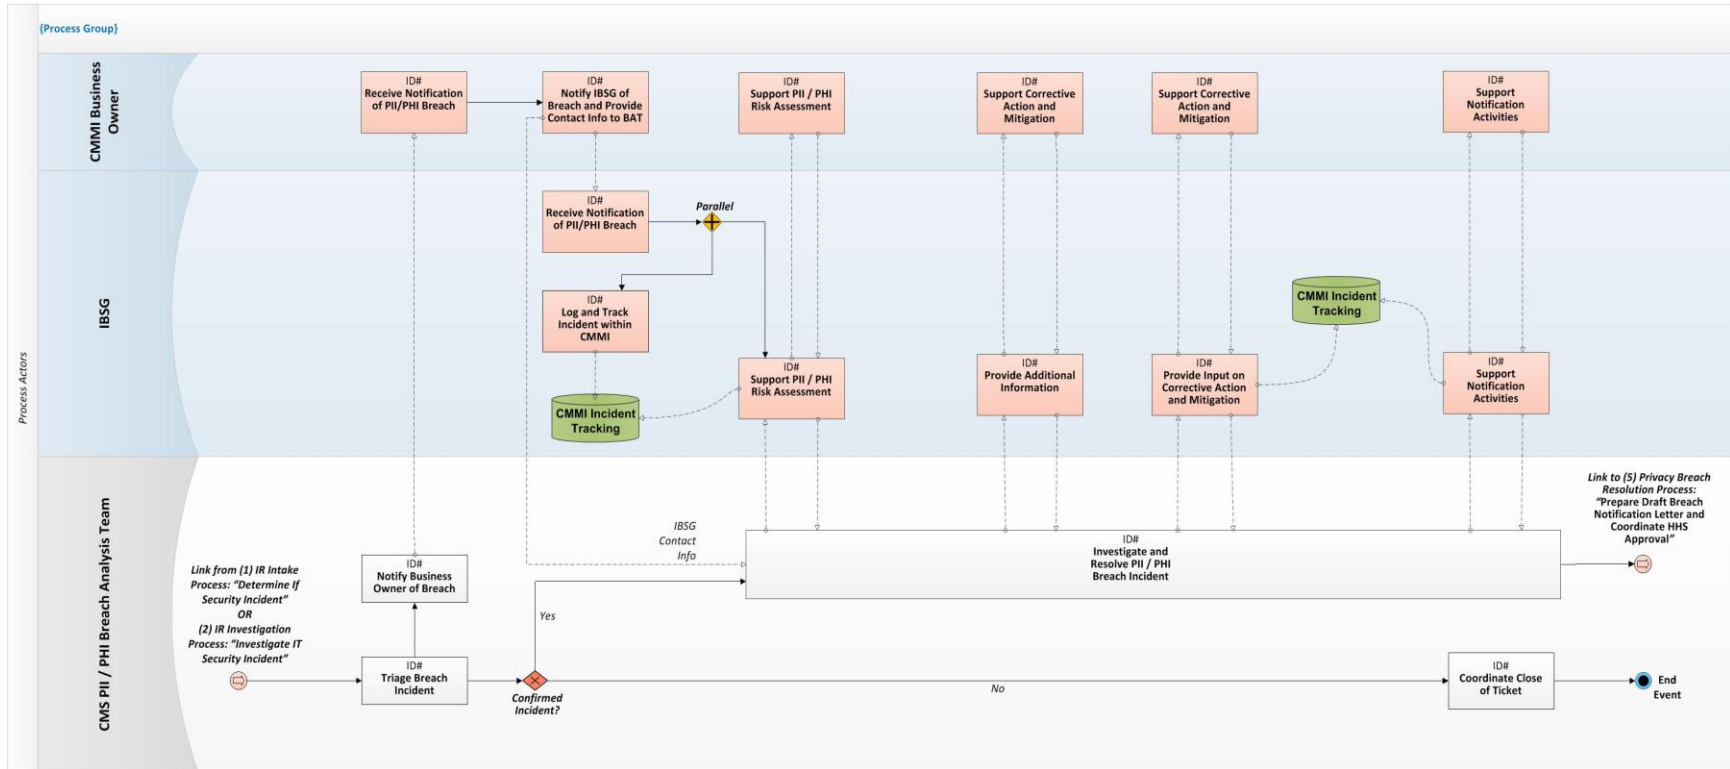 {Process Group}
Process Actors
CMMI Business
Owner
ID#
Receive Notification
of PII/PHI Breach
ID#
Notify IBSG of
Breach and Provide
Contact Info to BAT
ID#
Support PII / PHI
Risk Assessment
ID#
Support Corrective
Action and
Mitigation
ID#
Support Corrective
Action and
Mitigation
ID#
Support
Notification
Activities
IBSG
ID#
Receive Notification
of PII/PHI Breach
Parallel
ID#
Log and Track
Incident within
CMMI
CMMI Incident
Tracking
ID#
Support PII / PHI
Risk Assessment
ID#
Provide Additional
Information
ID#
Provide Input on
Corrective Action
and Mitigation
CMMI Incident
Tracking
ID#
Support
Notification
Activities
CMS PII / PHI Breach Analysis Team
Link from (1) IR Intake
Process: “Determine If
Security Incident”
OR
(2) IR Investigation
Process: “Investigate IT
Security Incident”
ID#
Notify Business
Owner of Breach
ID#
Triage Breach
Incident
Confirmed
Incident?
Yes
No
IBSG
Contact
Info
ID#
Investigate and
Resolve PII / PHI
Breach Incident
Link to (5) Privacy Breach
Resolution Process:
“Prepare Draft Breach
Notification Letter and
Coordinate HHS
Approval”
ID#
Coordinate Close
of Ticket
End
Event